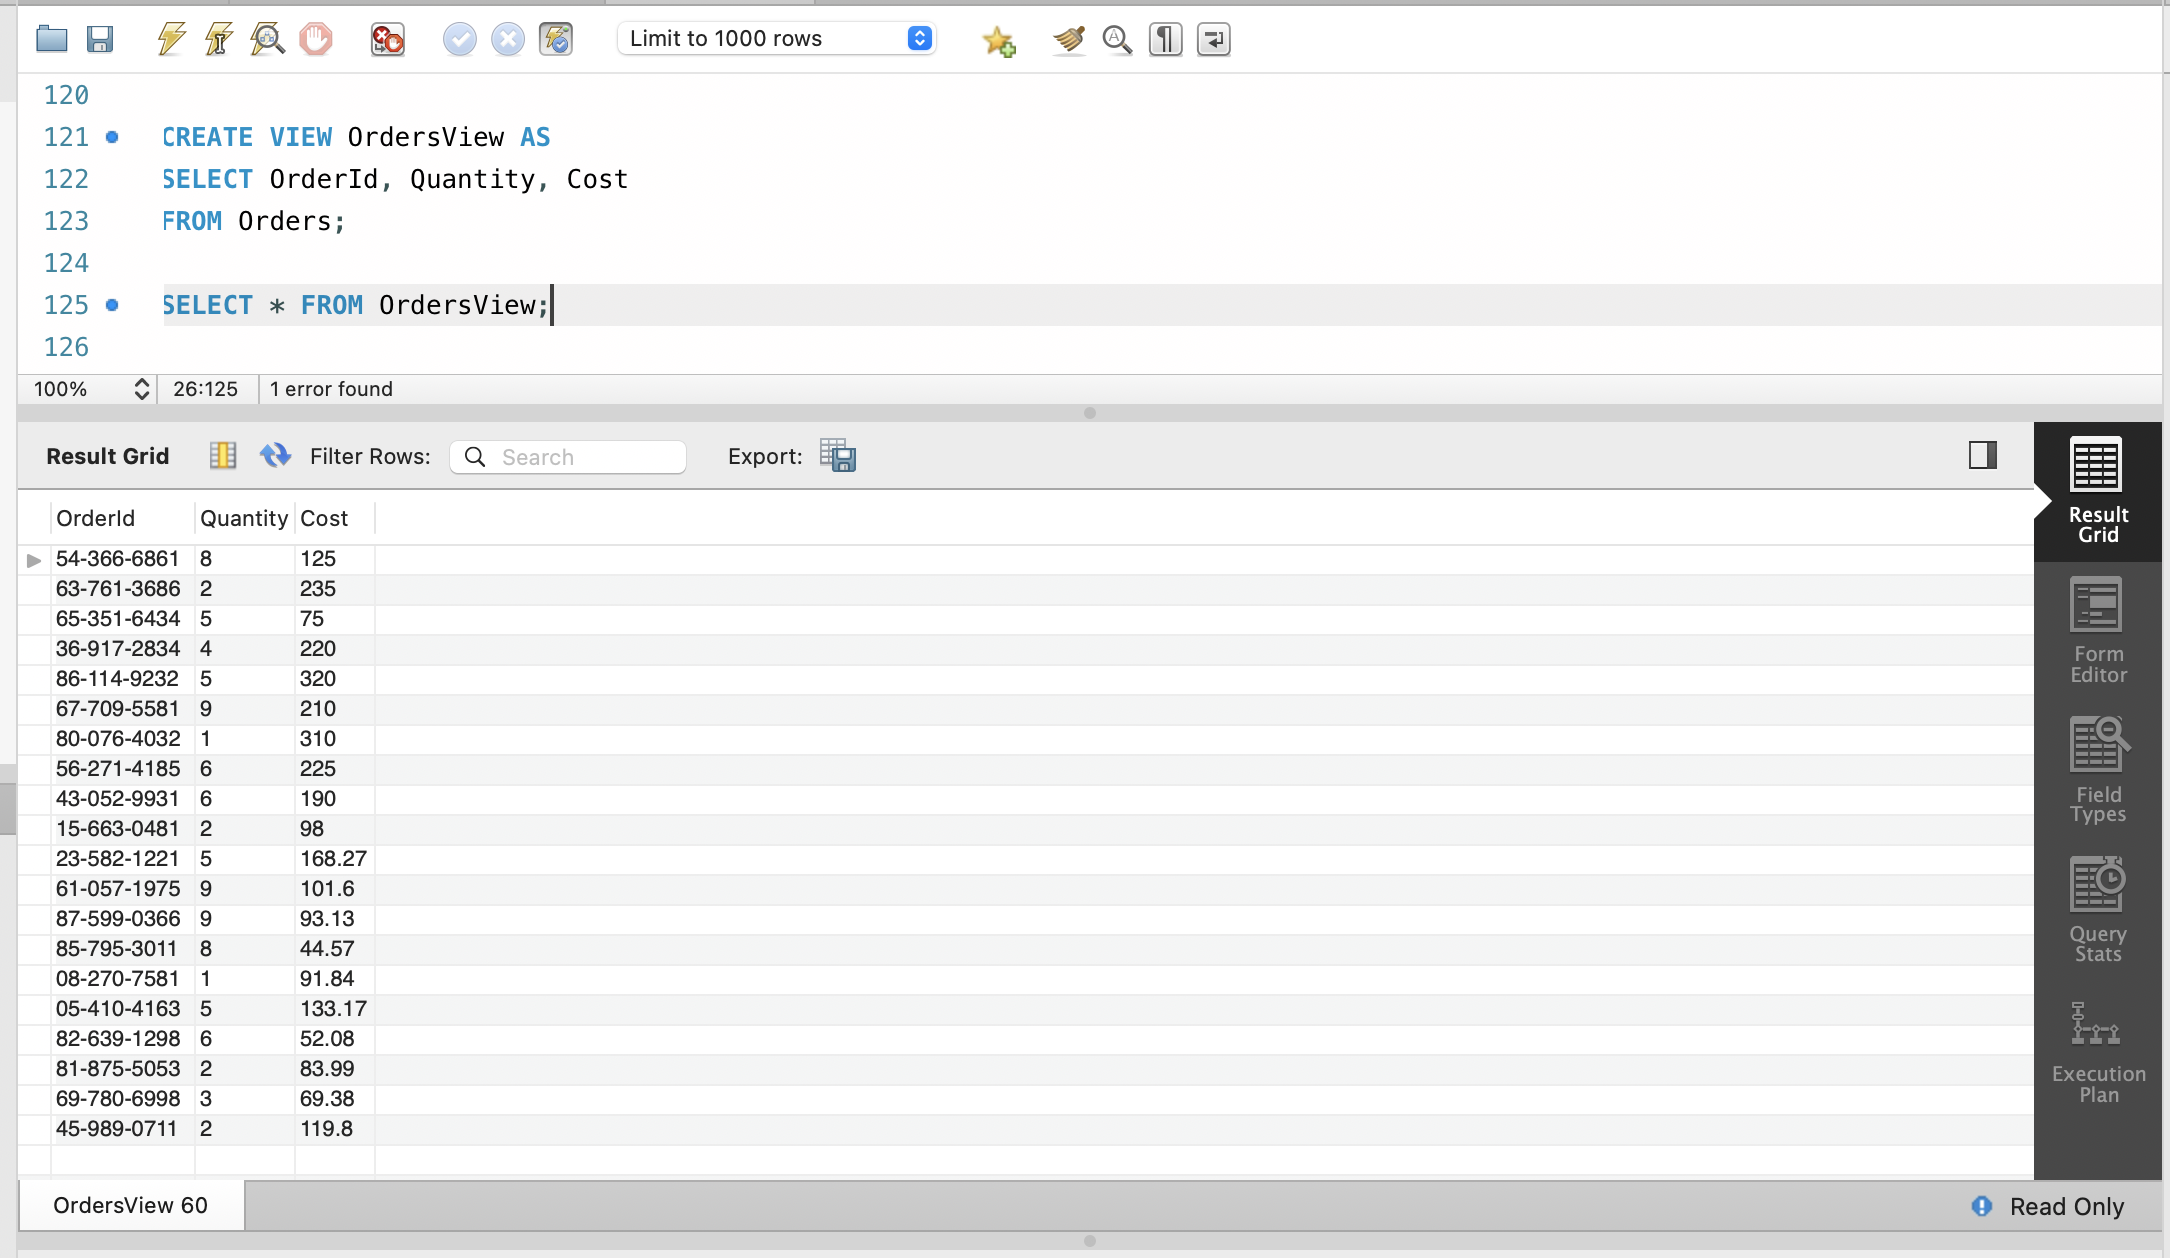 Limit to 1000 rows
120
121 CREATE VIEW OrdersView AS
122 SELECT OrderId, Quantity, Cost
123 FROM Orders;
124
125 SELECT * FROM OrdersView;
126
100% 26:125 1 error found
Result Grid Filter Rows: Search Export:
OrderId Quantity Cost
54-366-6861 8 125
63-761-3686 2 235
65-351-6434 5 75
36-917-2834 4 220
86-114-9232 5 320
67-709-5581 9 210
80-076-4032 1 310
56-271-4185 6 225
43-052-9931 6 190
15-663-0481 2 98
23-582-1221 5 168.27
61-057-1975 9 101.6
87-599-0366 9 93.13
85-795-3011 8 44.57
08-270-7581 1 91.84
05-410-4163 5 133.17
82-639-1298 6 52.08
81-875-5053 2 83.99
69-780-6998 3 69.38
45-989-0711 2 119.8
Result
Grid
Form
Editor
Field
Types
Query
Stats
Execution
Plan
OrdersView 60 Read Only